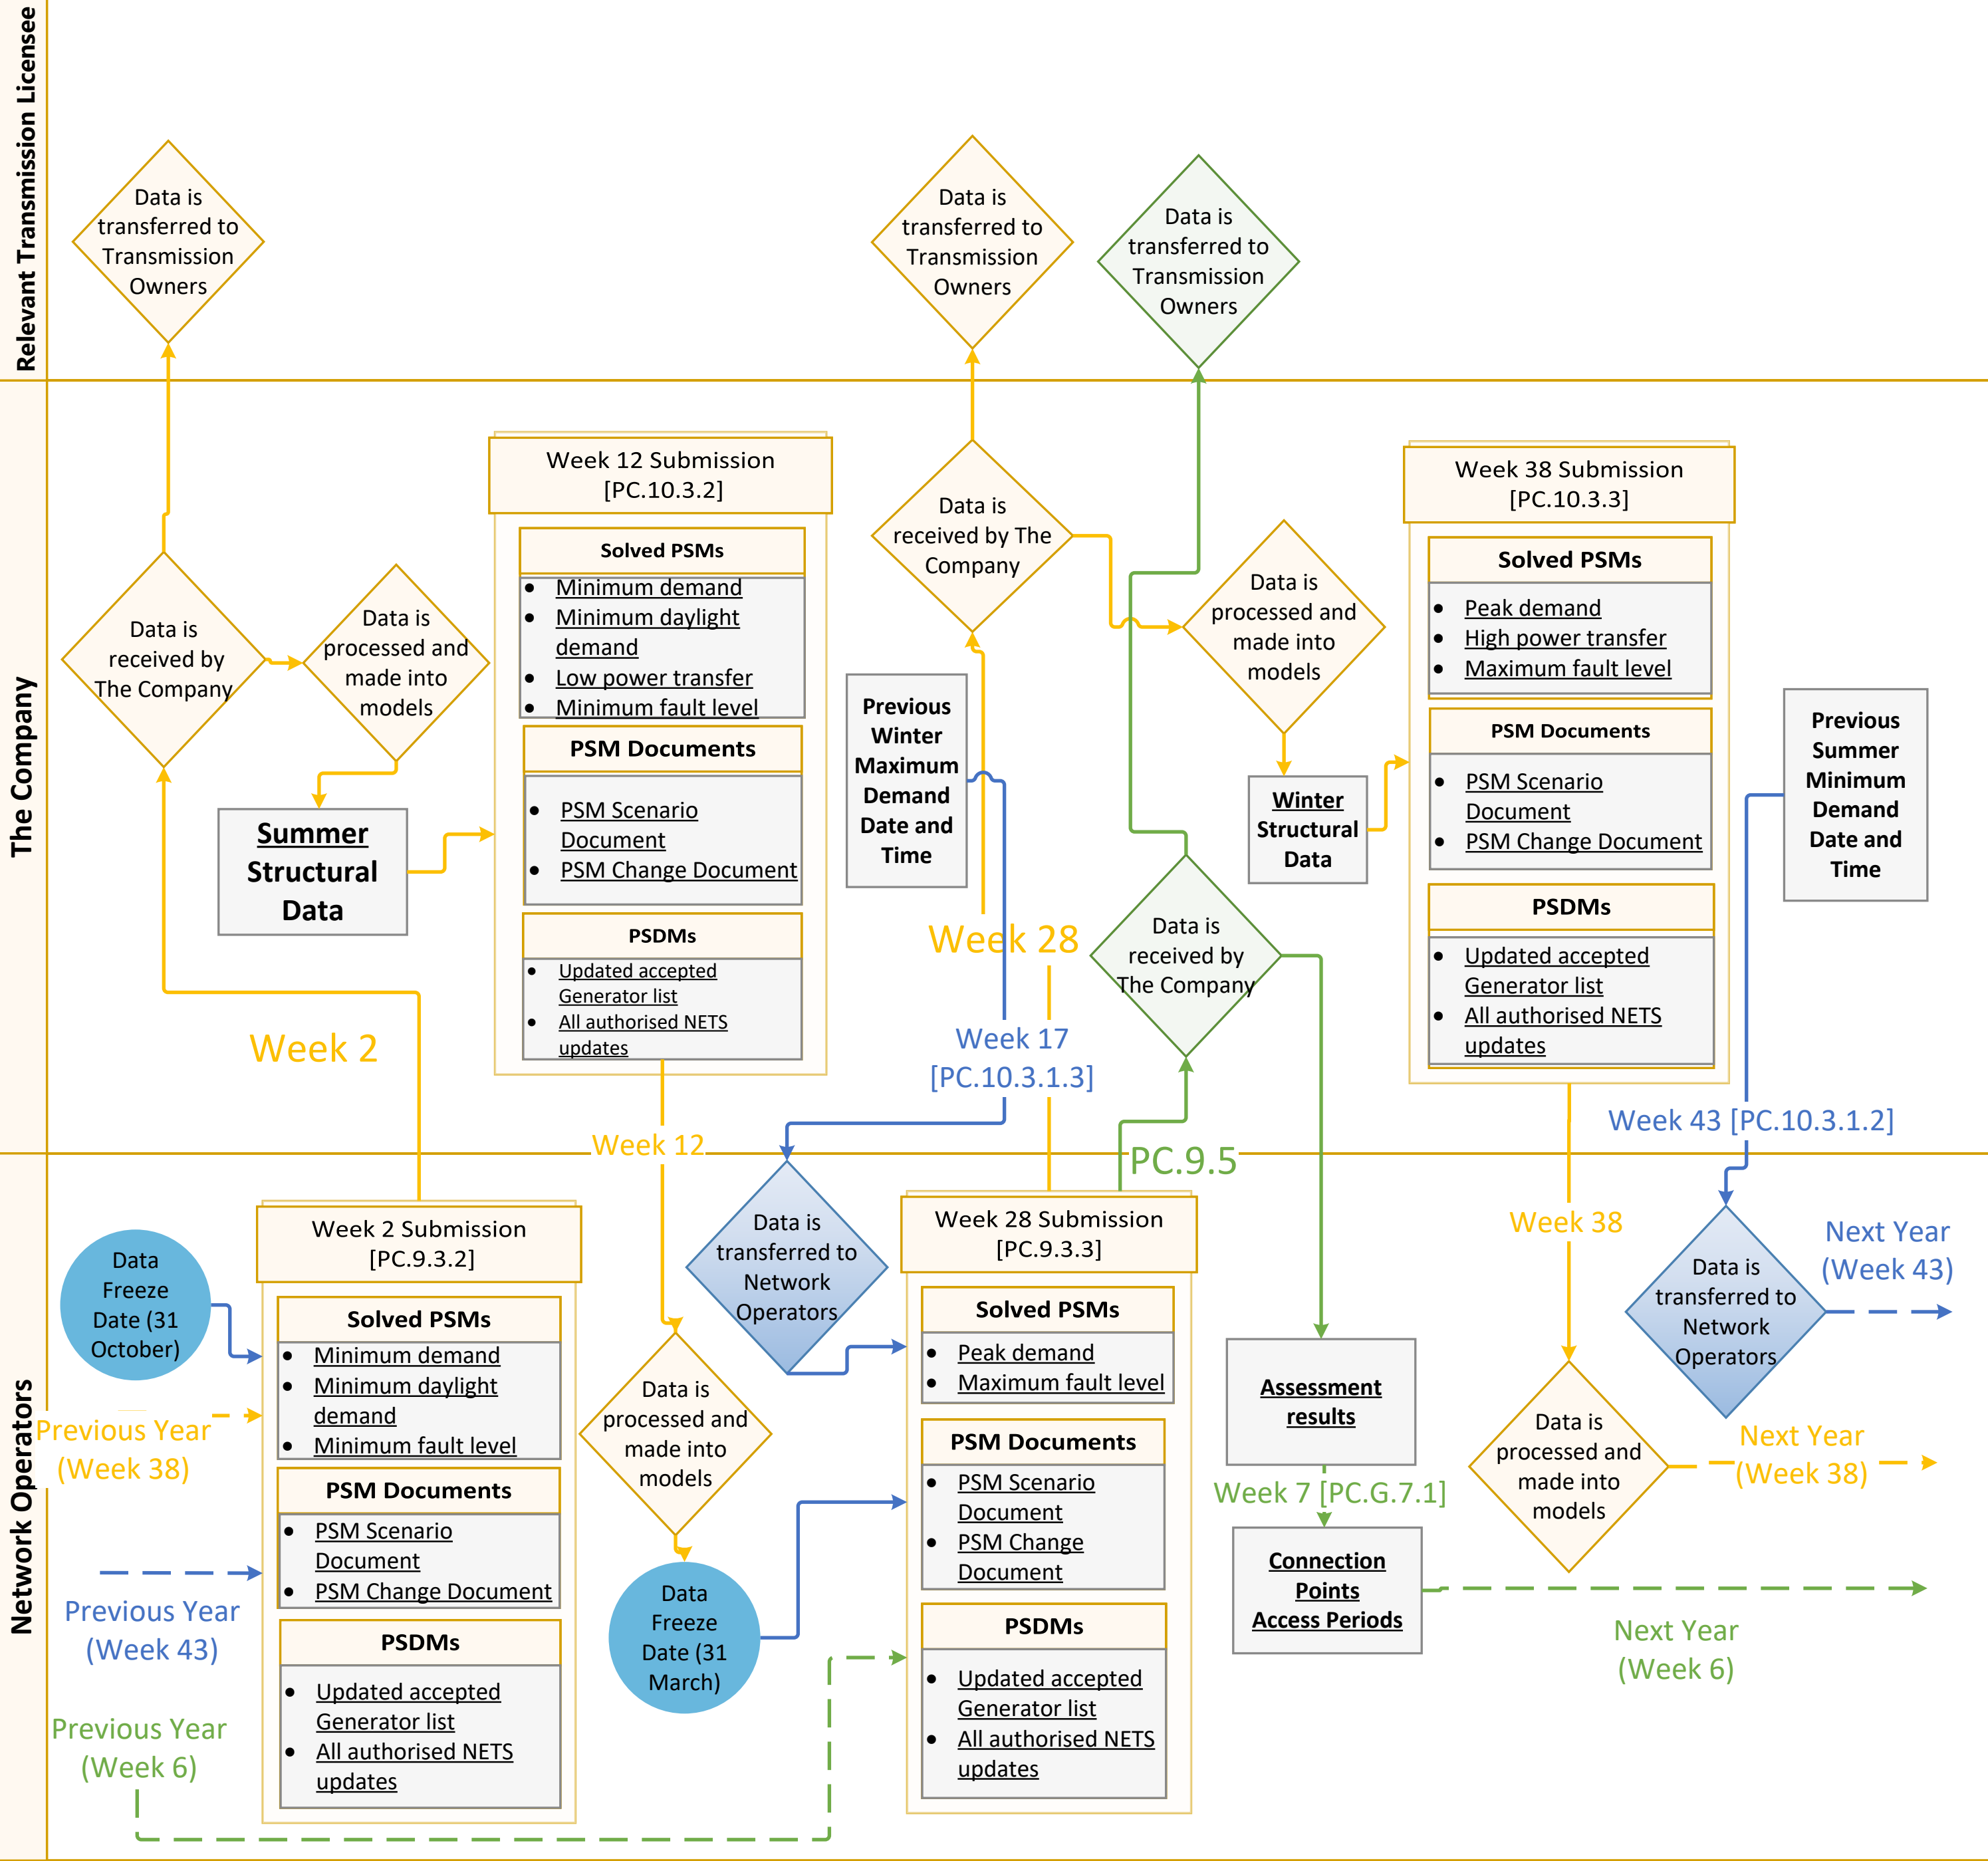 Relevant Transmission Licensee
Data is
transferred to
Transmission
Owners
Data is
transferred to
Transmission
Owners
Data is
transferred to
Transmission
Owners
The Company
Data is
received by
The Company
Data is
processed and
made into
models
Summer
Structural
Data
Week 2
Week 12 Submission
[PC.10.3.2]
Solved PSMs
• Minimum demand
• Minimum daylight
demand
• Low power transfer
• Minimum fault level
PSM Documents
• PSM Scenario
Document
• PSM Change Document
PSDMs
• Updated accepted
Generator list
• All authorised NETS
updates
Week 12
Previous
Winter
Maximum
Demand
Date and
Time
Data is
received by The
Company
Week 28
Week 17
[PC.10.3.1.3]
Data is
received by
The Company
PC.9.5
Data is
processed and
made into
models
Winter
Structural
Data
Week 38 Submission
[PC.10.3.3]
Solved PSMs
• Peak demand
• High power transfer
• Maximum fault level
PSM Documents
• PSM Scenario
Document
• PSM Change Document
PSDMs
• Updated accepted
Generator list
• All authorised NETS
updates
Previous
Summer
Minimum
Demand
Date and
Time
Week 43 [PC.10.3.1.2]
Network Operators
Data
Freeze
Date (31
October)
Previous Year
(Week 38)
Previous Year
(Week 43)
Previous Year
(Week 6)
Week 2 Submission
[PC.9.3.2]
Solved PSMs
• Minimum demand
• Minimum daylight
demand
• Minimum fault level
PSM Documents
• PSM Scenario
Document
• PSM Change Document
PSDMs
• Updated accepted
Generator list
• All authorised NETS
updates
Data is
processed and
made into
models
Data
Freeze
Date (31
March)
Data is
transferred to
Network
Operators
Week 28 Submission
[PC.9.3.3]
Solved PSMs
• Peak demand
• Maximum fault level
PSM Documents
• PSM Scenario
Document
• PSM Change
Document
PSDMs
• Updated accepted
Generator list
• All authorised NETS
updates
Assessment
results
Week 7 [PC.G.7.1]
Connection
Points
Access Periods
Week 38
Data is
processed and
made into
models
Data is
transferred to
Network
Operators
Next Year
(Week 43)
Next Year
(Week 38)
Next Year
(Week 6)